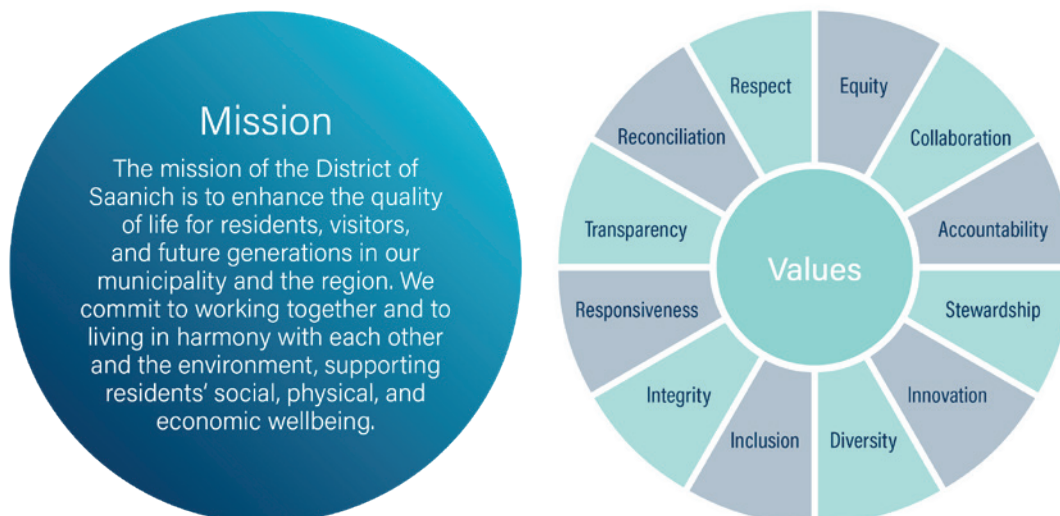 Mission
The mission of the District of
Saanich is to enhance the quality
of life for residents, visitors,
and future generations in our
municipality and the region. We
commit to working together and to
living in harmony with each other
and the environment, supporting
residents’ social, physical, and
economic wellbeing.
Values
Equity
Collaboration
Accountability
Stewardship
Innovation
Diversity
Inclusion
Integrity
Responsiveness
Transparency
Reconciliation
Respect